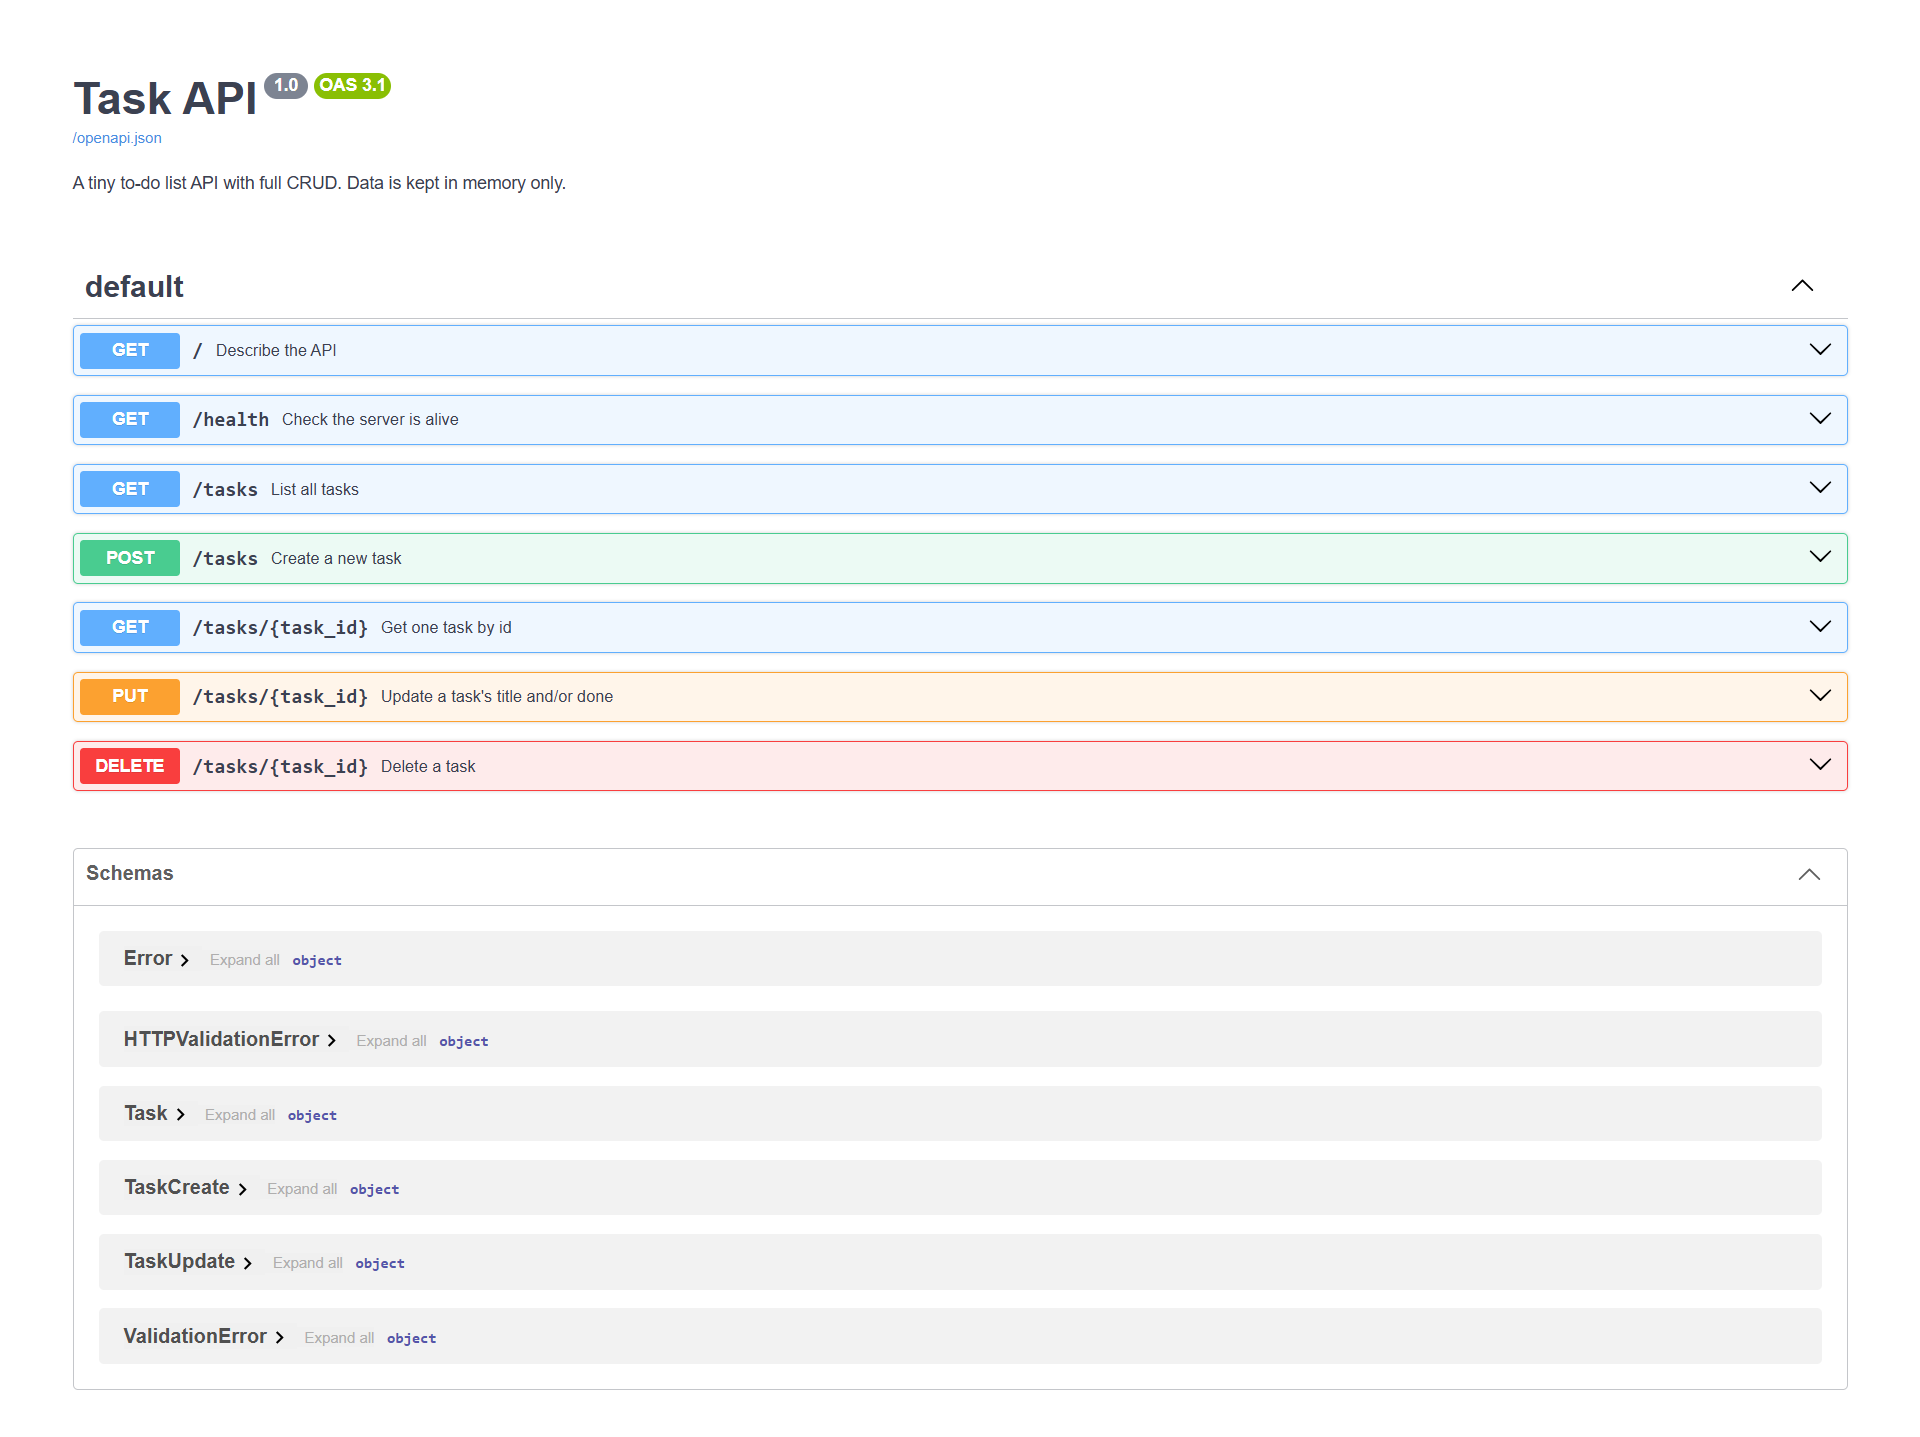 Task API 1.0 OAS 3.1
/openapi.json
A tiny to-do list API with full CRUD. Data is kept in memory only.
default
GET / Describe the API
GET /health Check the server is alive
GET /tasks List all tasks
POST /tasks Create a new task
GET /tasks/{task_id} Get one task by id
PUT /tasks/{task_id} Update a task's title and/or done
DELETE /tasks/{task_id} Delete a task
Schemas
Error Expand all object
HTTPValidationError Expand all object
Task Expand all object
TaskCreate Expand all object
TaskUpdate Expand all object
ValidationError Expand all object